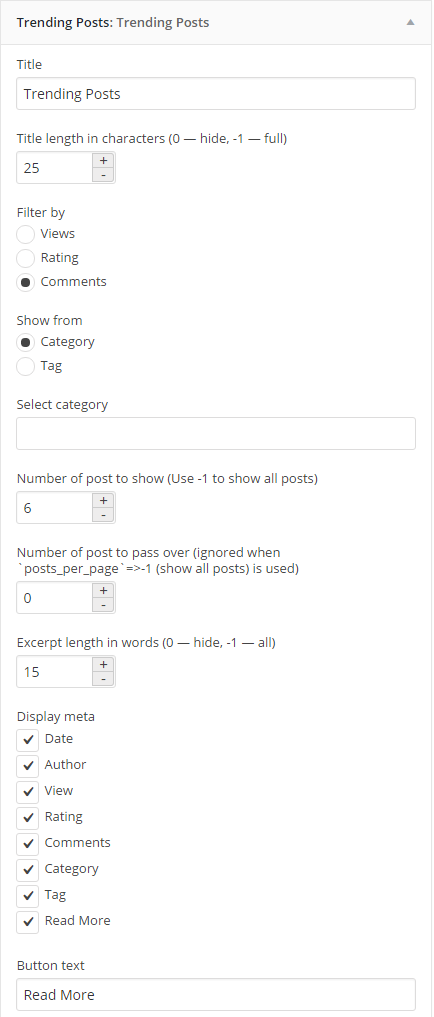 Trending Posts: Trending Posts
Title
Trending Posts
Title length in characters (0 — hide, -1 — full)
25
+
-
Filter by
Views
Rating
Comments
Show from
Category
Tag
Select category
Number of post to show (Use -1 to show all posts)
6
+
-
Number of post to pass over (ignored when
`posts_per_page`=>-1 (show all posts) is used)
0
+
-
Excerpt length in words (0 — hide, -1 — all)
15
+
-
Display meta
Date
Author
View
Rating
Comments
Category
Tag
Read More
Button text
Read More